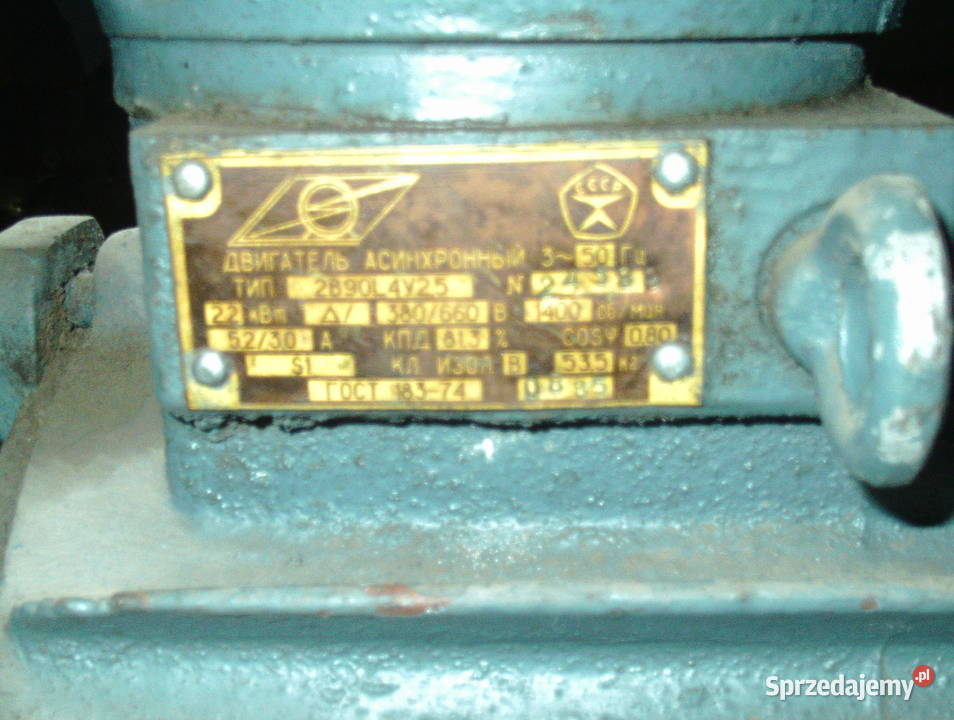 СССР
ДВИГАТЕЛЬ АСИНХРОННЫЙ 3~ 50 Гц
ТИП 2В90L4У2.5 N
2,2 кВт Δ/ 380/660 В 1400 об/мин
5.2/3.0 А КПД 81.3 % COSφ 0.80
S1 КЛ. ИЗОЛ В 53.5 кг
ГОСТ 183-74
Sprzedajemy.pl